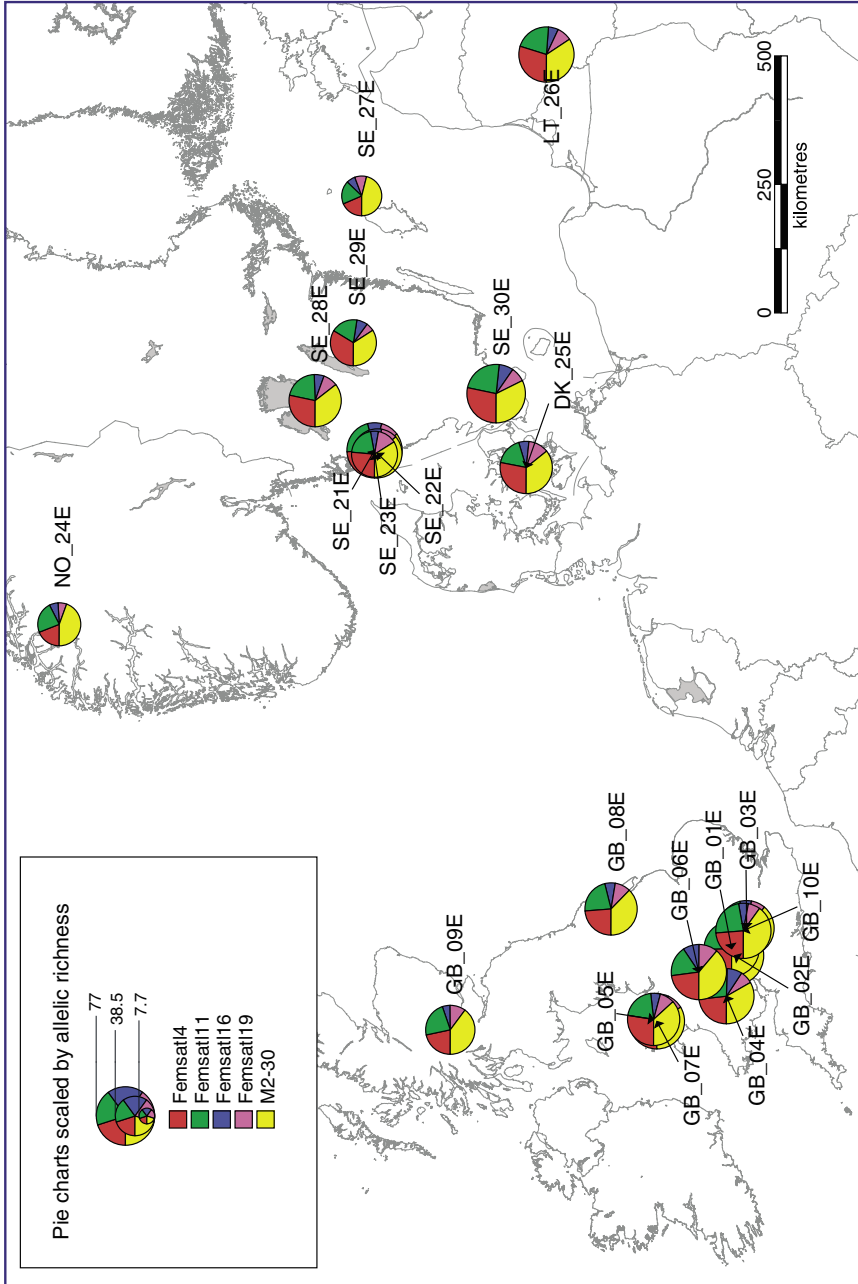 Pie charts scaled by allelic richness
77
38.5
7.7
Femsatl4
Femsatl11
Femsatl16
Femsatl19
M2-30
NO_24E
SE_28E
SE_29E
SE_27E
SE_21E
SE_23E
SE_22E
SE_30E
DK_25E
LT_26E
GB_09E
GB_08E
GB_05E
GB_07E
GB_06E
GB_01E
GB_03E
GB_10E
GB_02E
GB_04E
0
250
500
kilometres